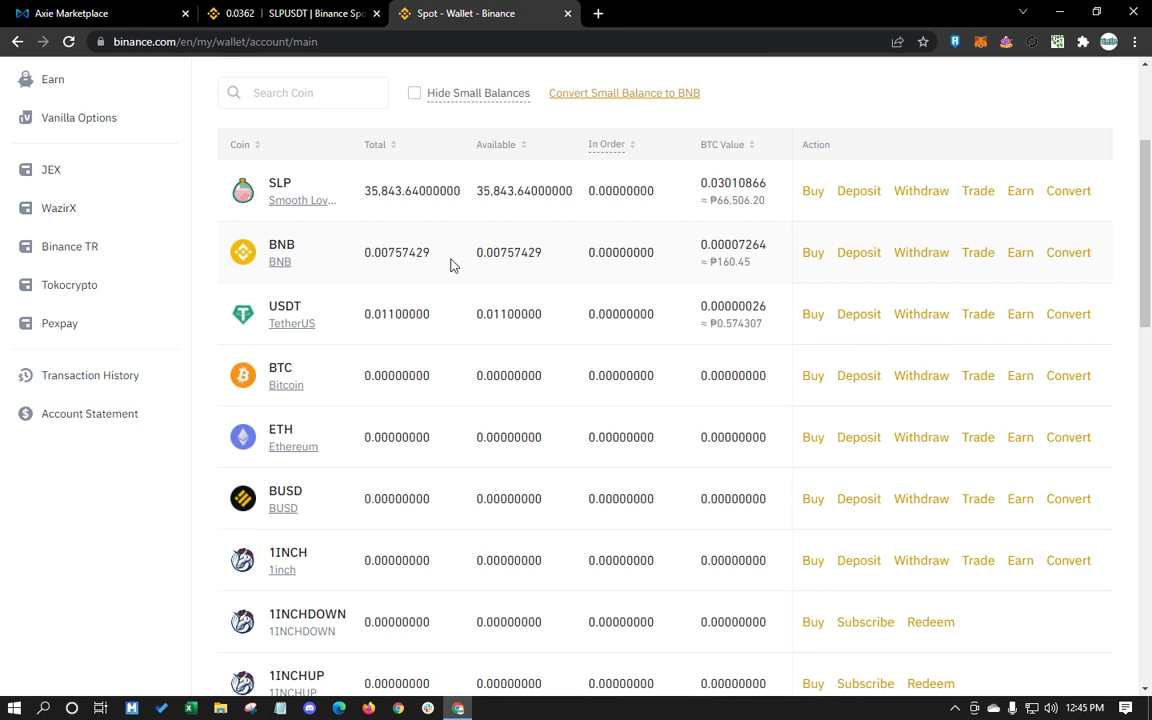 Axie Marketplace
0.0362 | SLPUSDT | Binance Spo
Spot - Wallet - Binance
binance.com/en/my/wallet/account/main
Earn
Vanilla Options
JEX
WazirX
Binance TR
Tokocrypto
Pexpay
Transaction History
Account Statement
Search Coin
Hide Small Balances
Convert Small Balance to BNB
Coin Total Available In Order BTC Value Action
SLP 35,843.64000000 35,843.64000000 0.00000000 0.03010866 Buy Deposit Withdraw Trade Earn Convert
Smooth Lov... ≈ ₱66,506.20
BNB 0.00757429 0.00757429 0.00000000 0.00007264 Buy Deposit Withdraw Trade Earn Convert
BNB ≈ ₱160.45
USDT 0.01100000 0.01100000 0.00000000 0.00000026 Buy Deposit Withdraw Trade Earn Convert
TetherUS ≈ ₱0.574307
BTC 0.00000000 0.00000000 0.00000000 0.00000000 Buy Deposit Withdraw Trade Earn Convert
Bitcoin
ETH 0.00000000 0.00000000 0.00000000 0.00000000 Buy Deposit Withdraw Trade Earn Convert
Ethereum
BUSD 0.00000000 0.00000000 0.00000000 0.00000000 Buy Deposit Withdraw Trade Earn Convert
BUSD
1INCH 0.00000000 0.00000000 0.00000000 0.00000000 Buy Deposit Withdraw Trade Earn Convert
1inch
1INCHDOWN 0.00000000 0.00000000 0.00000000 0.00000000 Buy Subscribe Redeem
1INCHDOWN
1INCHUP 0.00000000 0.00000000 0.00000000 0.00000000 Buy Subscribe Redeem
1INCHUP
12:45 PM